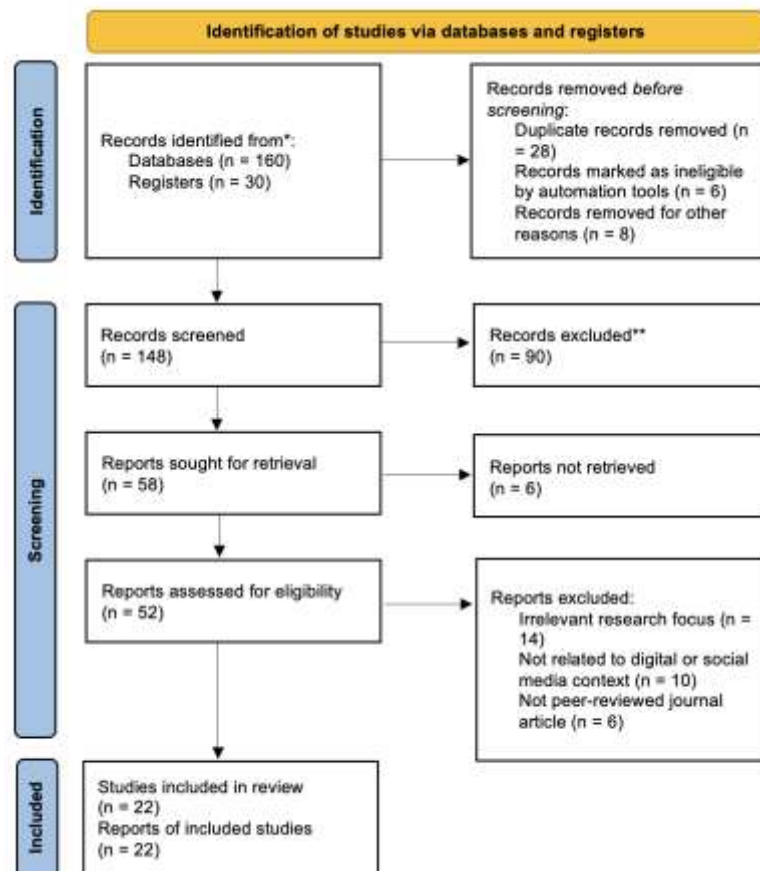 Identification of studies via databases and registers
Identification
Records identified from*:
Databases (n = 160)
Registers (n = 30)
Records removed before
screening:
Duplicate records removed (n
= 28)
Records marked as ineligible
by automation tools (n = 6)
Records removed for other
reasons (n = 8)
Screening
Records screened
(n = 148)
Records excluded**
(n = 90)
Reports sought for retrieval
(n = 58)
Reports not retrieved
(n = 6)
Reports assessed for eligibility
(n = 52)
Reports excluded:
Irrelevant research focus (n =
14)
Not related to digital or social
media context (n = 10)
Not peer-reviewed journal
article (n = 6)
Included
Studies included in review
(n = 22)
Reports of included studies
(n = 22)